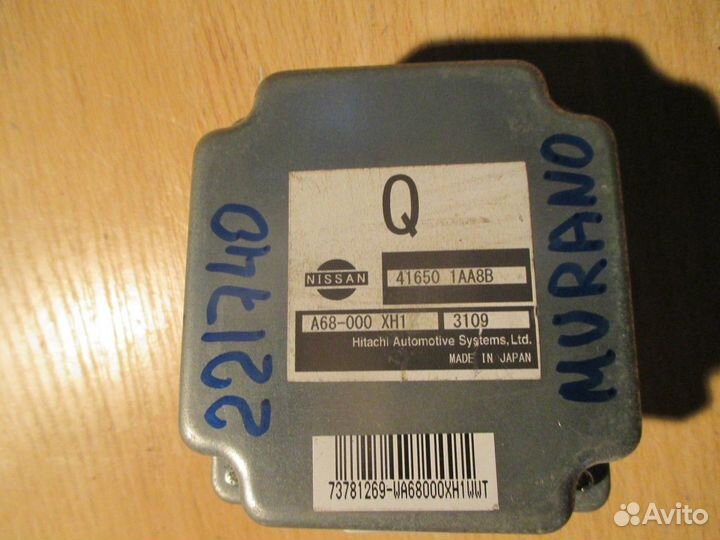 Q
NISSAN
41650 1AA8B
A68-000 XH1 3109
Hitachi Automotive Systems, Ltd.
MADE IN JAPAN
73781269-WA68000XH1WWT
221740
MURANO
Avito